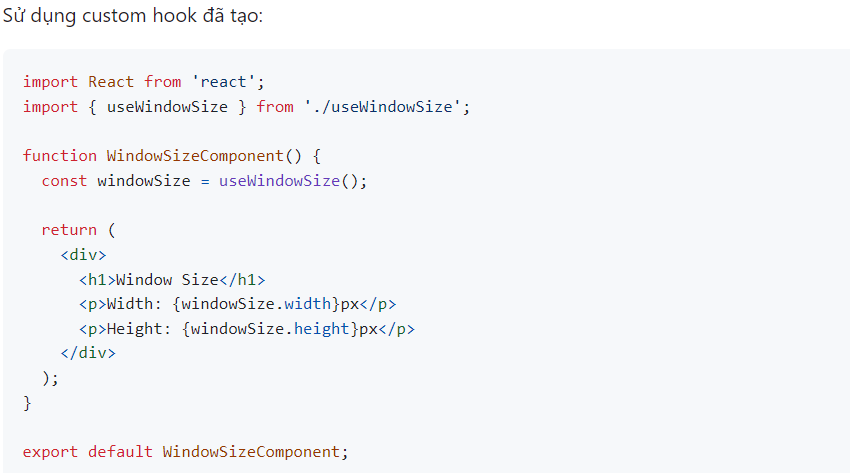 Sử dụng custom hook đã tạo:
import React from 'react';
import { useWindowSize } from './useWindowSize';
function WindowSizeComponent() {
  const windowSize = useWindowSize();
  return (
    <div>
      <h1>Window Size</h1>
      <p>Width: {windowSize.width}px</p>
      <p>Height: {windowSize.height}px</p>
    </div>
  );
}
export default WindowSizeComponent;